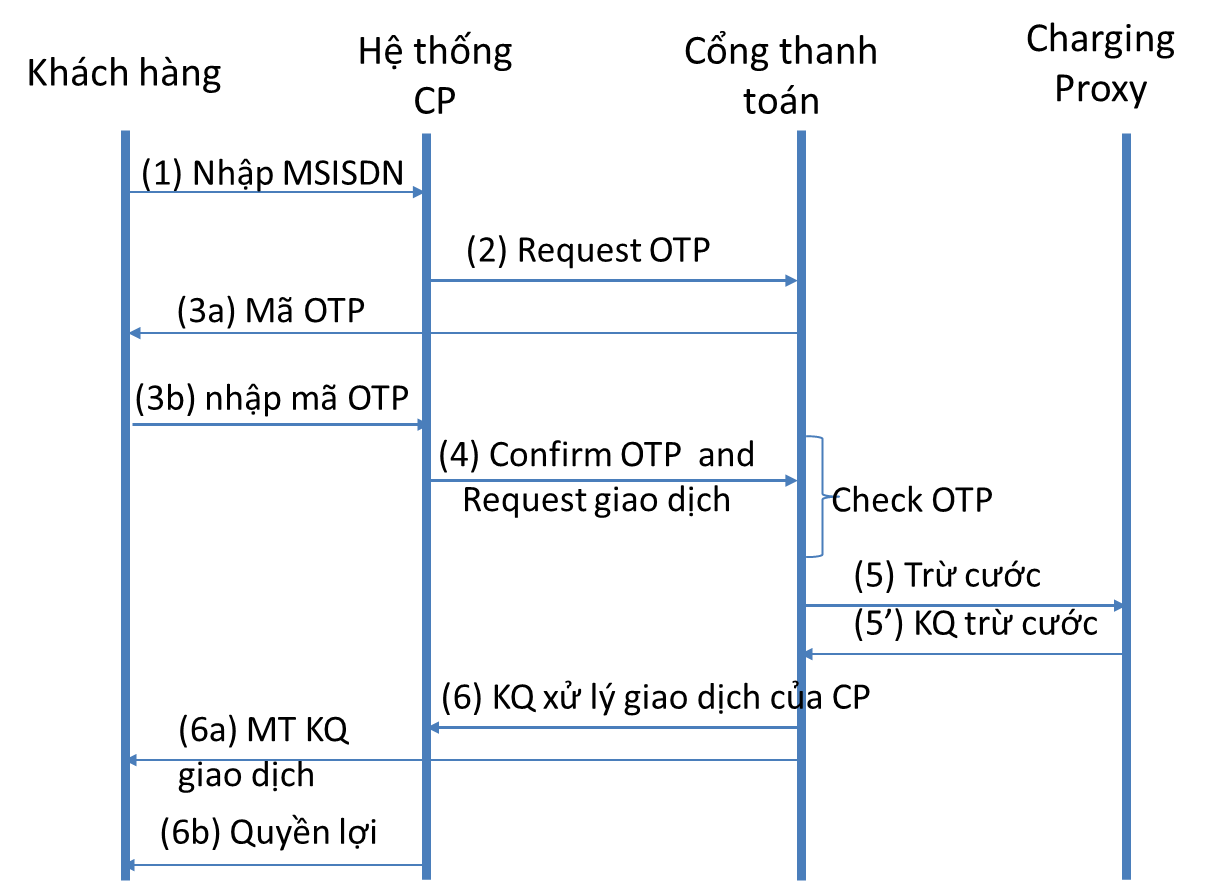 Khách hàng
Hệ thống
CP
Cổng thanh
toán
Charging
Proxy
(1) Nhập MSISDN
(2) Request OTP
(3a) Mã OTP
(3b) nhập mã OTP
(4) Confirm OTP and
Request giao dịch
Check OTP
(5) Trừ cước
(5’) KQ trừ cước
(6) KQ xử lý giao dịch của CP
(6a) MT KQ
giao dịch
(6b) Quyền lợi